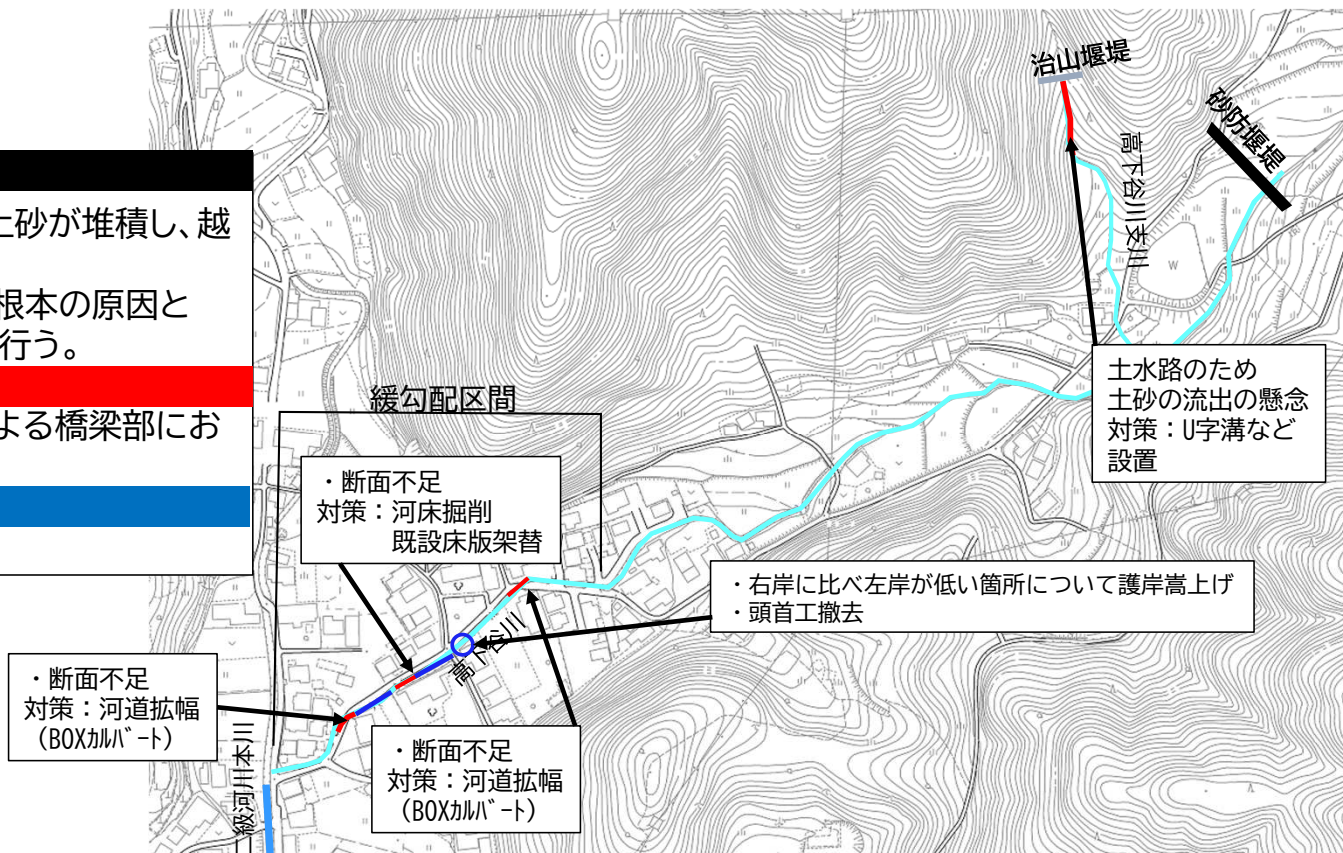 治山堰堤
砂防堰堤
高下谷川支川
土砂が堆積し、越
根本の原因と
行う。
よる橋梁部にお
緩勾配区間
土水路のため
土砂の流出の懸念
対策：U字溝など
設置
・断面不足
対策：河床掘削
既設床版架替
・右岸に比べ左岸が低い箇所について護岸嵩上げ
・頭首工撤去
高下谷川
・断面不足
対策：河道拡幅
（BOXｶﾙﾊﾞｰﾄ）
・断面不足
対策：河道拡幅
（BOXｶﾙﾊﾞｰﾄ）
二級河川本川
W